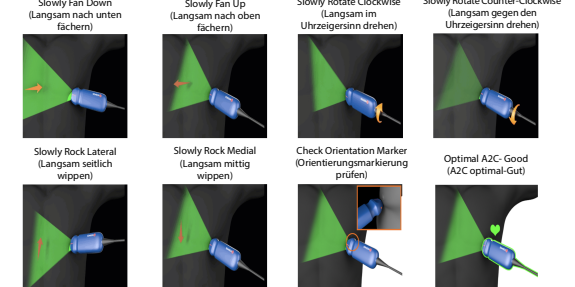 Slowly Fan Down
(Langsam nach unten
fächern)
Slowly Fan Up
(Langsam nach oben
fächern)
Slowly Rotate Clockwise
(Langsam im
Uhrzeigersinn drehen)
Slowly Rotate Counter-Clockwise
(Langsam gegen den
Uhrzeigersinn drehen)
Slowly Rock Lateral
(Langsam seitlich
wippen)
Slowly Rock Medial
(Langsam mittig
wippen)
Check Orientation Marker
(Orientierungsmarkierung
prüfen)
Optimal A2C- Good
(A2C optimal-Gut)